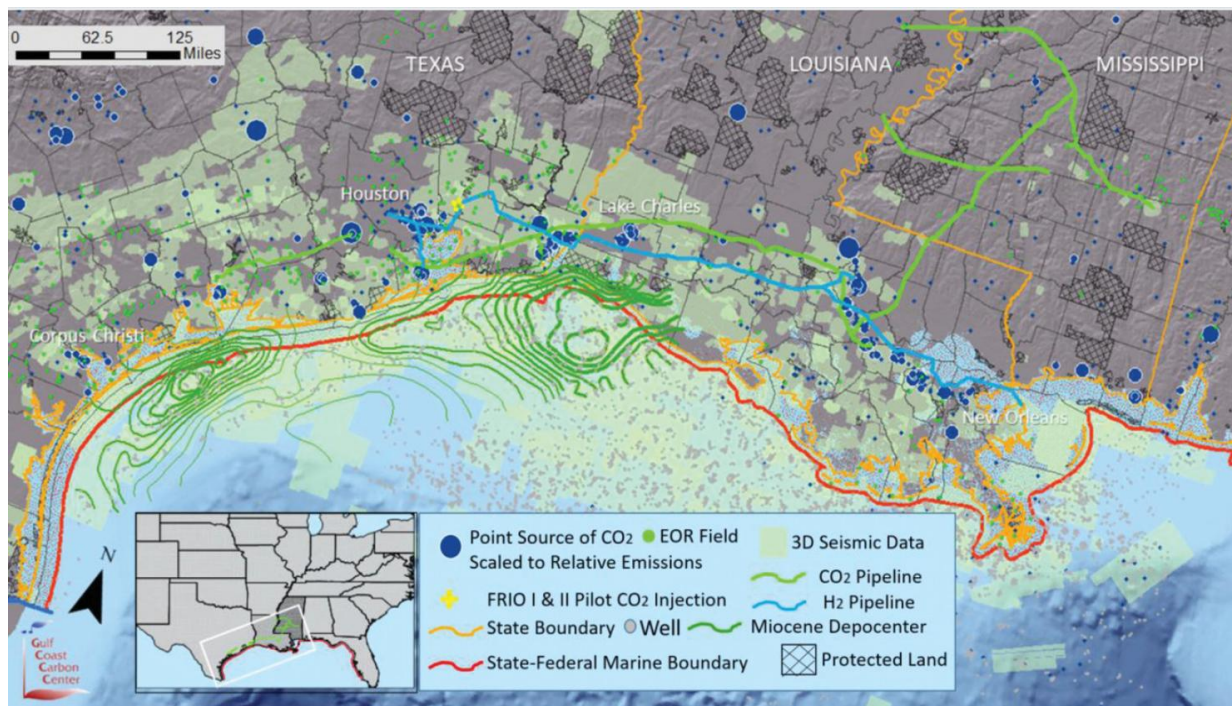 0 62.5 125
Miles
TEXAS
LOUISIANA
MISSISSIPPI
Houston
Lake Charles
Corpus Christi
New Orleans
N
Gulf
Coast
Carbon
Center
Point Source of CO2
Scaled to Relative Emissions
EOR Field
3D Seismic Data
CO2 Pipeline
FRIO I & II Pilot CO2 Injection
H2 Pipeline
State Boundary
Well
Miocene Depocenter
State-Federal Marine Boundary
Protected Land